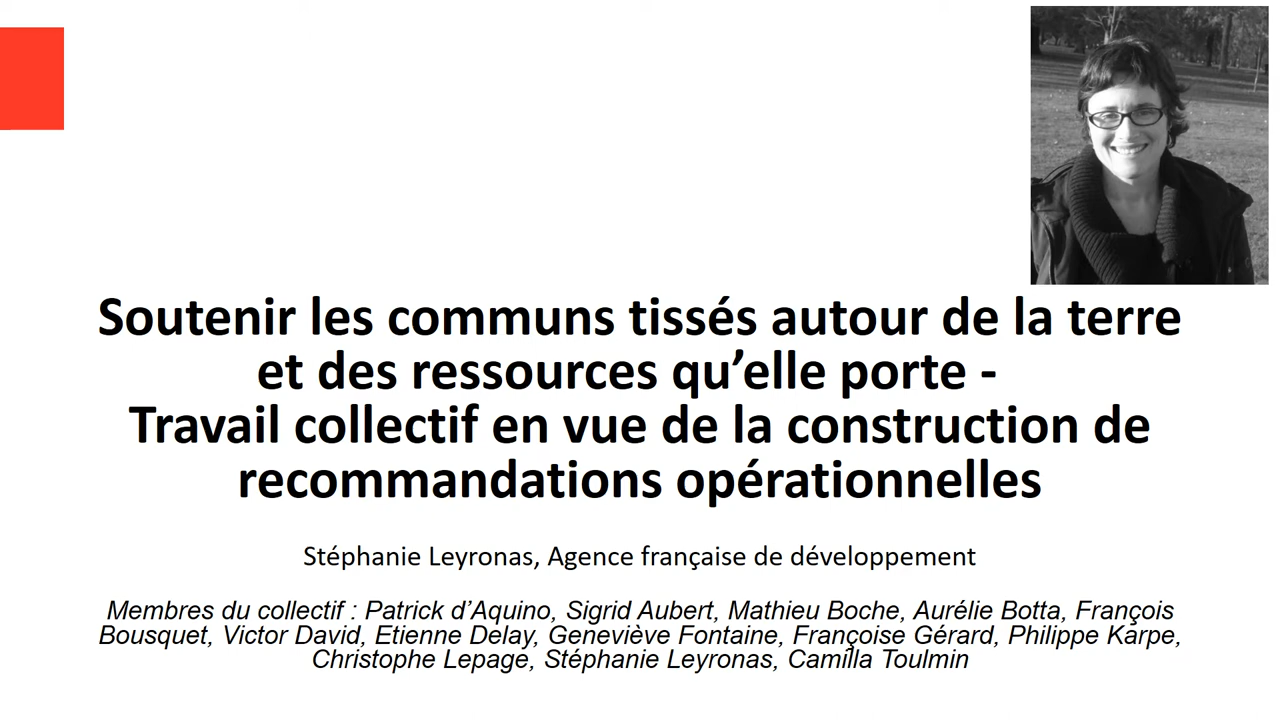 Soutenir les communs tissés autour de la terre
et des ressources qu’elle porte -
Travail collectif en vue de la construction de
recommandations opérationnelles
Stéphanie Leyronas, Agence française de développement
Membres du collectif : Patrick d’Aquino, Sigrid Aubert, Mathieu Boche, Aurélie Botta, François
Bousquet, Victor David, Etienne Delay, Geneviève Fontaine, Françoise Gérard, Philippe Karpe,
Christophe Lepage, Stéphanie Leyronas, Camilla Toulmin